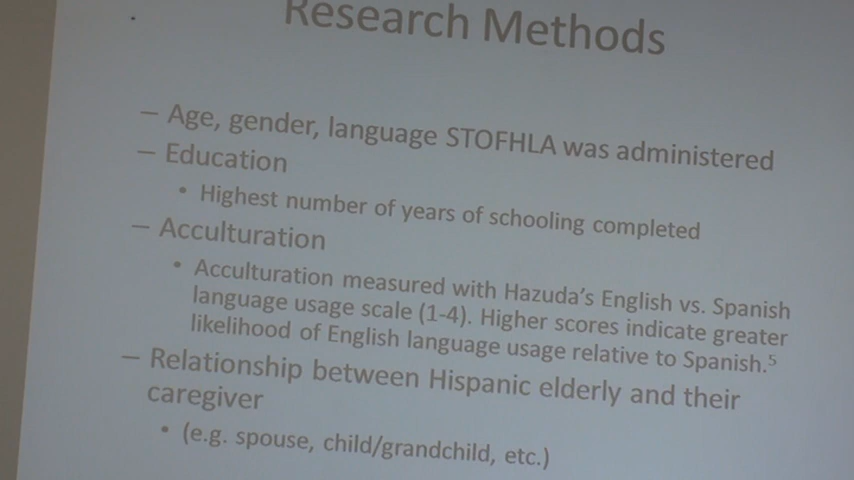 Research Methods
– Age, gender, language STOFHLA was administered
– Education
• Highest number of years of schooling completed
– Acculturation
• Acculturation measured with Hazuda's English vs. Spanish
language usage scale (1-4). Higher scores indicate greater
likelihood of English language usage relative to Spanish.⁵
– Relationship between Hispanic elderly and their
caregiver
• (e.g. spouse, child/grandchild, etc.)